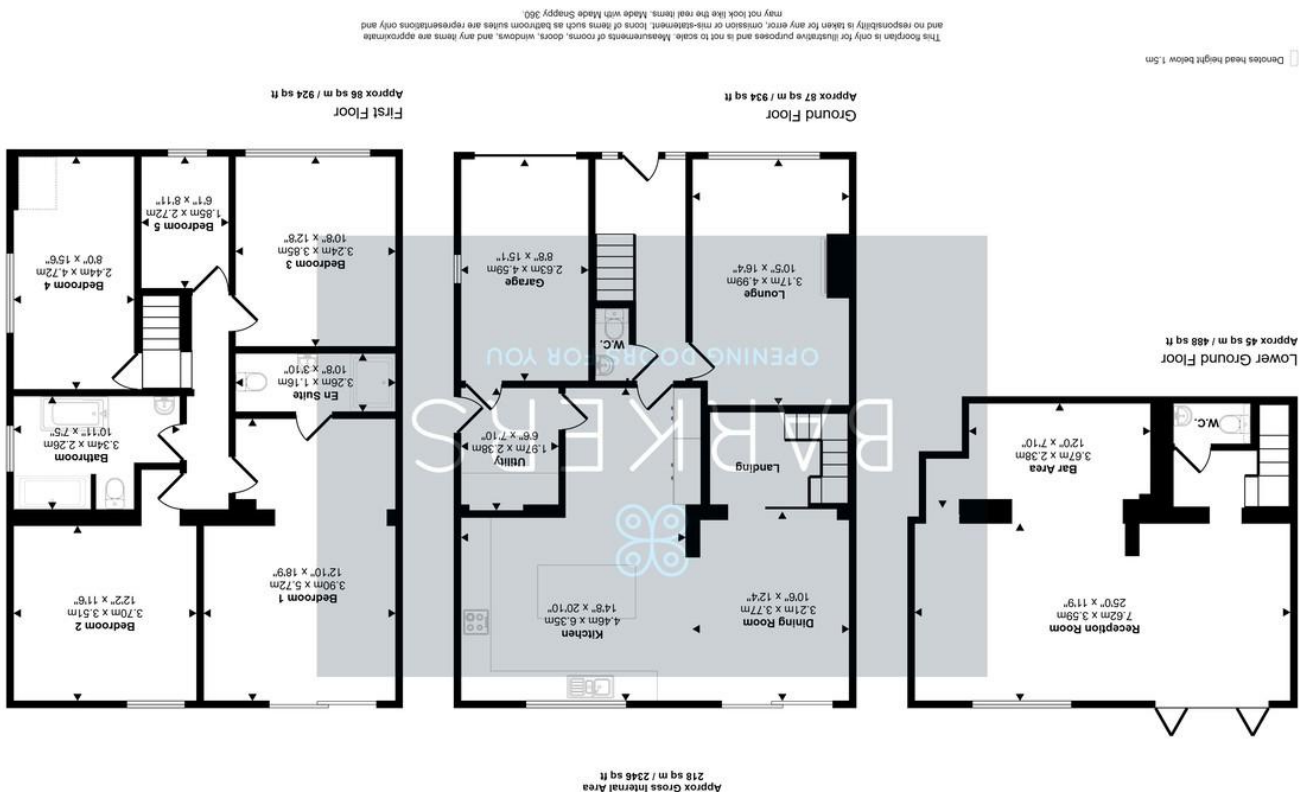 Approx Gross Internal Area
218 sq m / 2346 sq ft
Reception Room
7.62m x 3.59m
25'0" x 11'9"
Bar Area
3.67m x 2.38m
12'0" x 7'10"
W.C.
Lower Ground Floor
Approx 45 sq m / 488 sq ft
Dining Room
3.21m x 3.77m
10'6" x 12'4"
Kitchen
4.46m x 6.35m
14'8" x 20'10"
Landing
Utility
1.97m x 2.38m
6'6" x 7'10"
BARKERS
OPENING DOORS FOR YOU
W.C.
Lounge
3.17m x 4.99m
10'5" x 16'4"
Garage
2.63m x 4.59m
8'8" x 15'1"
Ground Floor
Approx 87 sq m / 934 sq ft
Bedroom 1
3.90m x 5.72m
12'10" x 18'9"
Bedroom 2
3.70m x 3.51m
12'2" x 11'6"
Bathroom
3.34m x 2.26m
10'11" x 7'5"
En Suite
3.26m x 1.16m
10'8" x 3'10"
Bedroom 3
3.24m x 3.85m
10'8" x 12'8"
Bedroom 4
2.44m x 4.72m
8'0" x 15'6"
Bedroom 5
1.85m x 2.72m
6'1" x 8'11"
First Floor
Approx 86 sq m / 924 sq ft
Denotes head height below 1.5m
This floorplan is only for illustrative purposes and is not to scale. Measurements of rooms, doors, windows, and any items are approximate
and no responsibility is taken for any error, omission or mis-statement. Icons of items such as bathroom suites are representations only and
may not look like the real items. Made with Made Snappy 360.